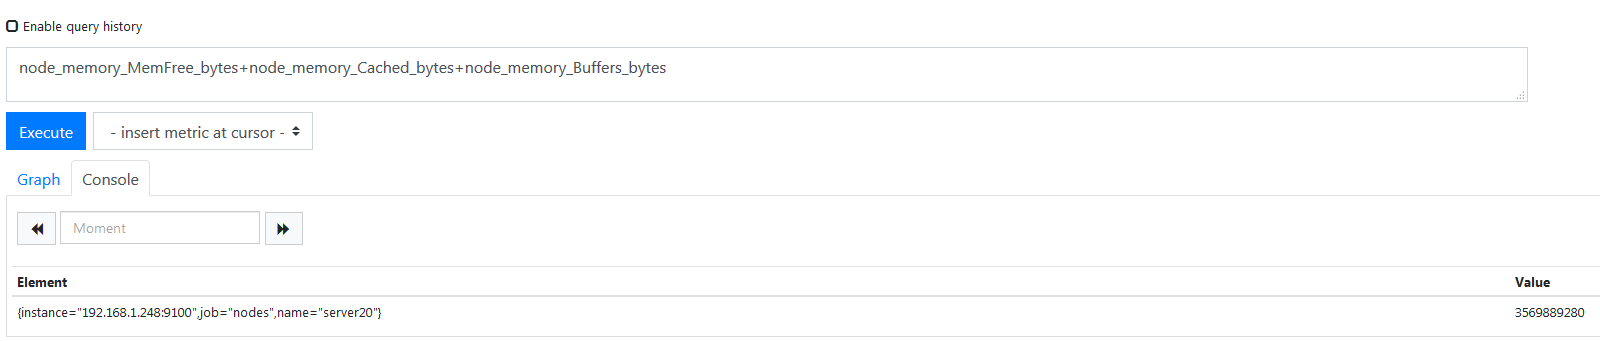 Enable query history
node_memory_MemFree_bytes+node_memory_Cached_bytes+node_memory_Buffers_bytes
Execute - insert metric at cursor -
Graph Console
Moment
Element Value
{instance="192.168.1.248:9100",job="nodes",name="server20"} 3569889280